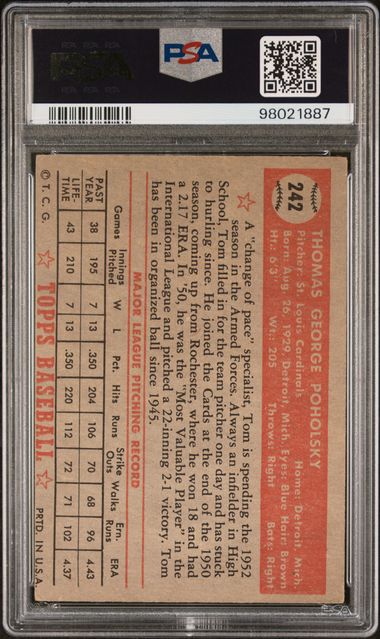 PSA
PSA
98021887
242
THOMAS GEORGE POHOLSKY
Pitcher: St. Louis Cardinals Home: Detroit, Mich.
Born: Aug. 26, 1929, Detroit, Mich. Eyes: Blue Hair: Brown
Ht.: 6'3" Wt.: 205 Throws: Right Bats: Right
A "change of pace" specialist, Tom is spending the 1952
season in the Armed Forces. Always an infielder in High
School, Tom filled in for the team pitcher one day and has stuck
to hurling since. He joined the Cards at the end of the 1950
season, coming up from Rochester, where he won 18 and had
a 2.17 ERA. In '50, he was the "Most Valuable Player" in the
International League and pitched a 22-inning 2-1 victory. Tom
has been in organized ball since 1945.
MAJOR LEAGUE PITCHING RECORD
Games Innings Pitched W L Pct. Hits Runs Strike Outs Walks Ern. Runs ERA
PAST YEAR 38 195 7 13 .350 204 106 70 68 96 4.43
LIFE-TIME 43 210 7 13 .350 220 112 72 71 102 4.37
© T. C. G. TOPPS BASEBALL PRTD. IN U.S.A.